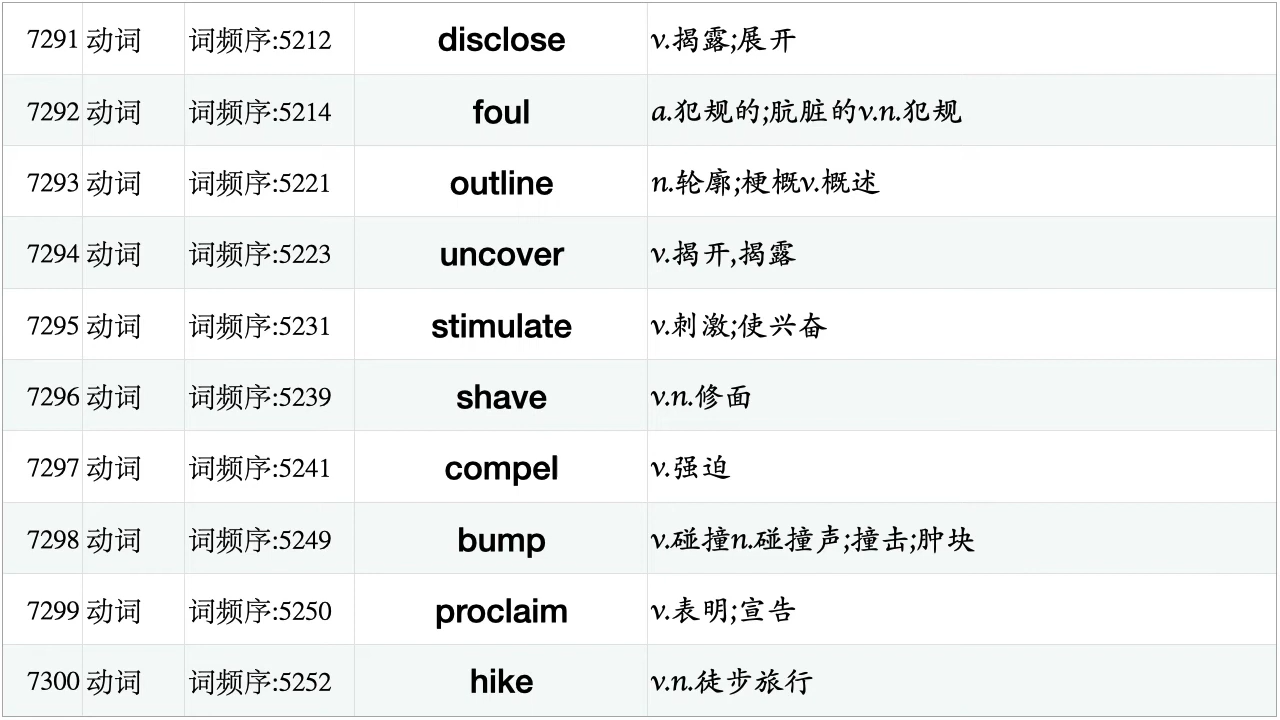 7291 动词 词频序:5212 disclose v.揭露;展开
7292 动词 词频序:5214 foul a.犯规的;肮脏的v.n.犯规
7293 动词 词频序:5221 outline n.轮廓;梗概v.概述
7294 动词 词频序:5223 uncover v.揭开,揭露
7295 动词 词频序:5231 stimulate v.刺激;使兴奋
7296 动词 词频序:5239 shave v.n.修面
7297 动词 词频序:5241 compel v.强迫
7298 动词 词频序:5249 bump v.碰撞n.碰撞声;撞击;肿块
7299 动词 词频序:5250 proclaim v.表明;宣告
7300 动词 词频序:5252 hike v.n.徒步旅行